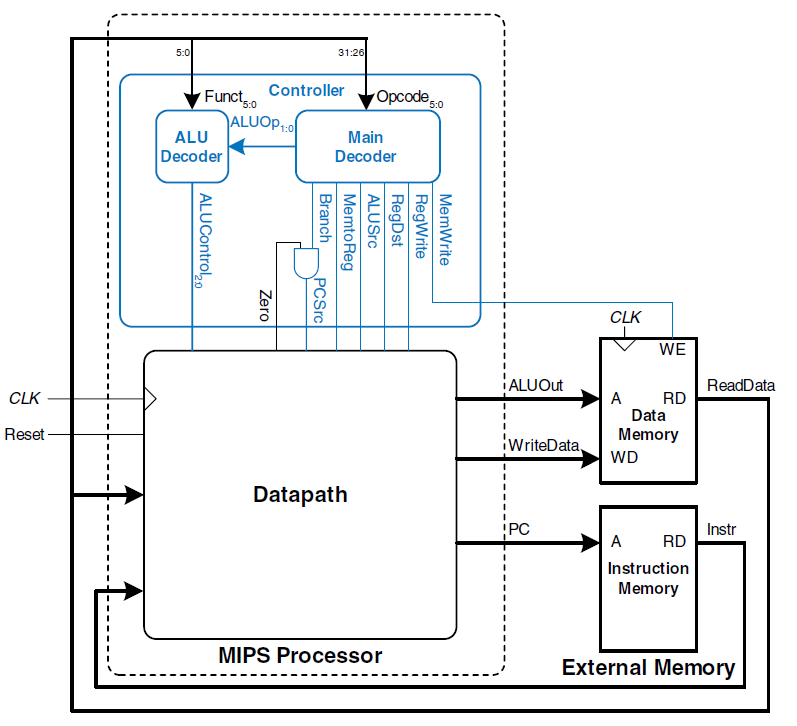 5:0
31:26
Controller
Funct5:0
Opcode5:0
ALUOp1:0
ALU
Decoder
Main
Decoder
ALUControl2:0
Branch
MemtoReg
ALUSrc
RegDst
RegWrite
MemWrite
Zero
PCSrc
CLK
WE
CLK
ALUOut
A
RD
ReadData
Data
Memory
Reset
WriteData
WD
Datapath
PC
A
RD
Instr
Instruction
Memory
MIPS Processor
External Memory